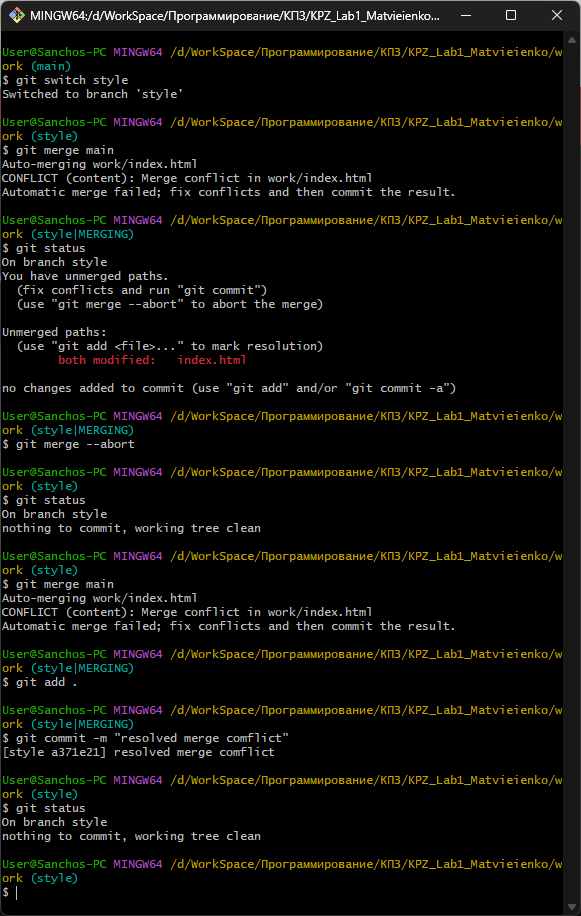 MINGW64:/d/WorkSpace/Программирование/КПЗ/KPZ_Lab1_Matvieienko...
User@Sanchos-PC MINGW64 /d/WorkSpace/Программирование/КПЗ/KPZ_Lab1_Matvieienko/w
ork (main)
$ git switch style
Switched to branch 'style'
User@Sanchos-PC MINGW64 /d/WorkSpace/Программирование/КПЗ/KPZ_Lab1_Matvieienko/w
ork (style)
$ git merge main
Auto-merging work/index.html
CONFLICT (content): Merge conflict in work/index.html
Automatic merge failed; fix conflicts and then commit the result.
User@Sanchos-PC MINGW64 /d/WorkSpace/Программирование/КПЗ/KPZ_Lab1_Matvieienko/w
ork (style|MERGING)
$ git status
On branch style
You have unmerged paths.
  (fix conflicts and run "git commit")
  (use "git merge --abort" to abort the merge)
Unmerged paths:
  (use "git add <file>..." to mark resolution)
        both modified:   index.html
no changes added to commit (use "git add" and/or "git commit -a")
User@Sanchos-PC MINGW64 /d/WorkSpace/Программирование/КПЗ/KPZ_Lab1_Matvieienko/w
ork (style|MERGING)
$ git merge --abort
User@Sanchos-PC MINGW64 /d/WorkSpace/Программирование/КПЗ/KPZ_Lab1_Matvieienko/w
ork (style)
$ git status
On branch style
nothing to commit, working tree clean
User@Sanchos-PC MINGW64 /d/WorkSpace/Программирование/КПЗ/KPZ_Lab1_Matvieienko/w
ork (style)
$ git merge main
Auto-merging work/index.html
CONFLICT (content): Merge conflict in work/index.html
Automatic merge failed; fix conflicts and then commit the result.
User@Sanchos-PC MINGW64 /d/WorkSpace/Программирование/КПЗ/KPZ_Lab1_Matvieienko/w
ork (style|MERGING)
$ git add .
User@Sanchos-PC MINGW64 /d/WorkSpace/Программирование/КПЗ/KPZ_Lab1_Matvieienko/w
ork (style|MERGING)
$ git commit -m "resolved merge comflict"
[style a371e21] resolved merge comflict
User@Sanchos-PC MINGW64 /d/WorkSpace/Программирование/КПЗ/KPZ_Lab1_Matvieienko/w
ork (style)
$ git status
On branch style
nothing to commit, working tree clean
User@Sanchos-PC MINGW64 /d/WorkSpace/Программирование/КПЗ/KPZ_Lab1_Matvieienko/w
ork (style)
$